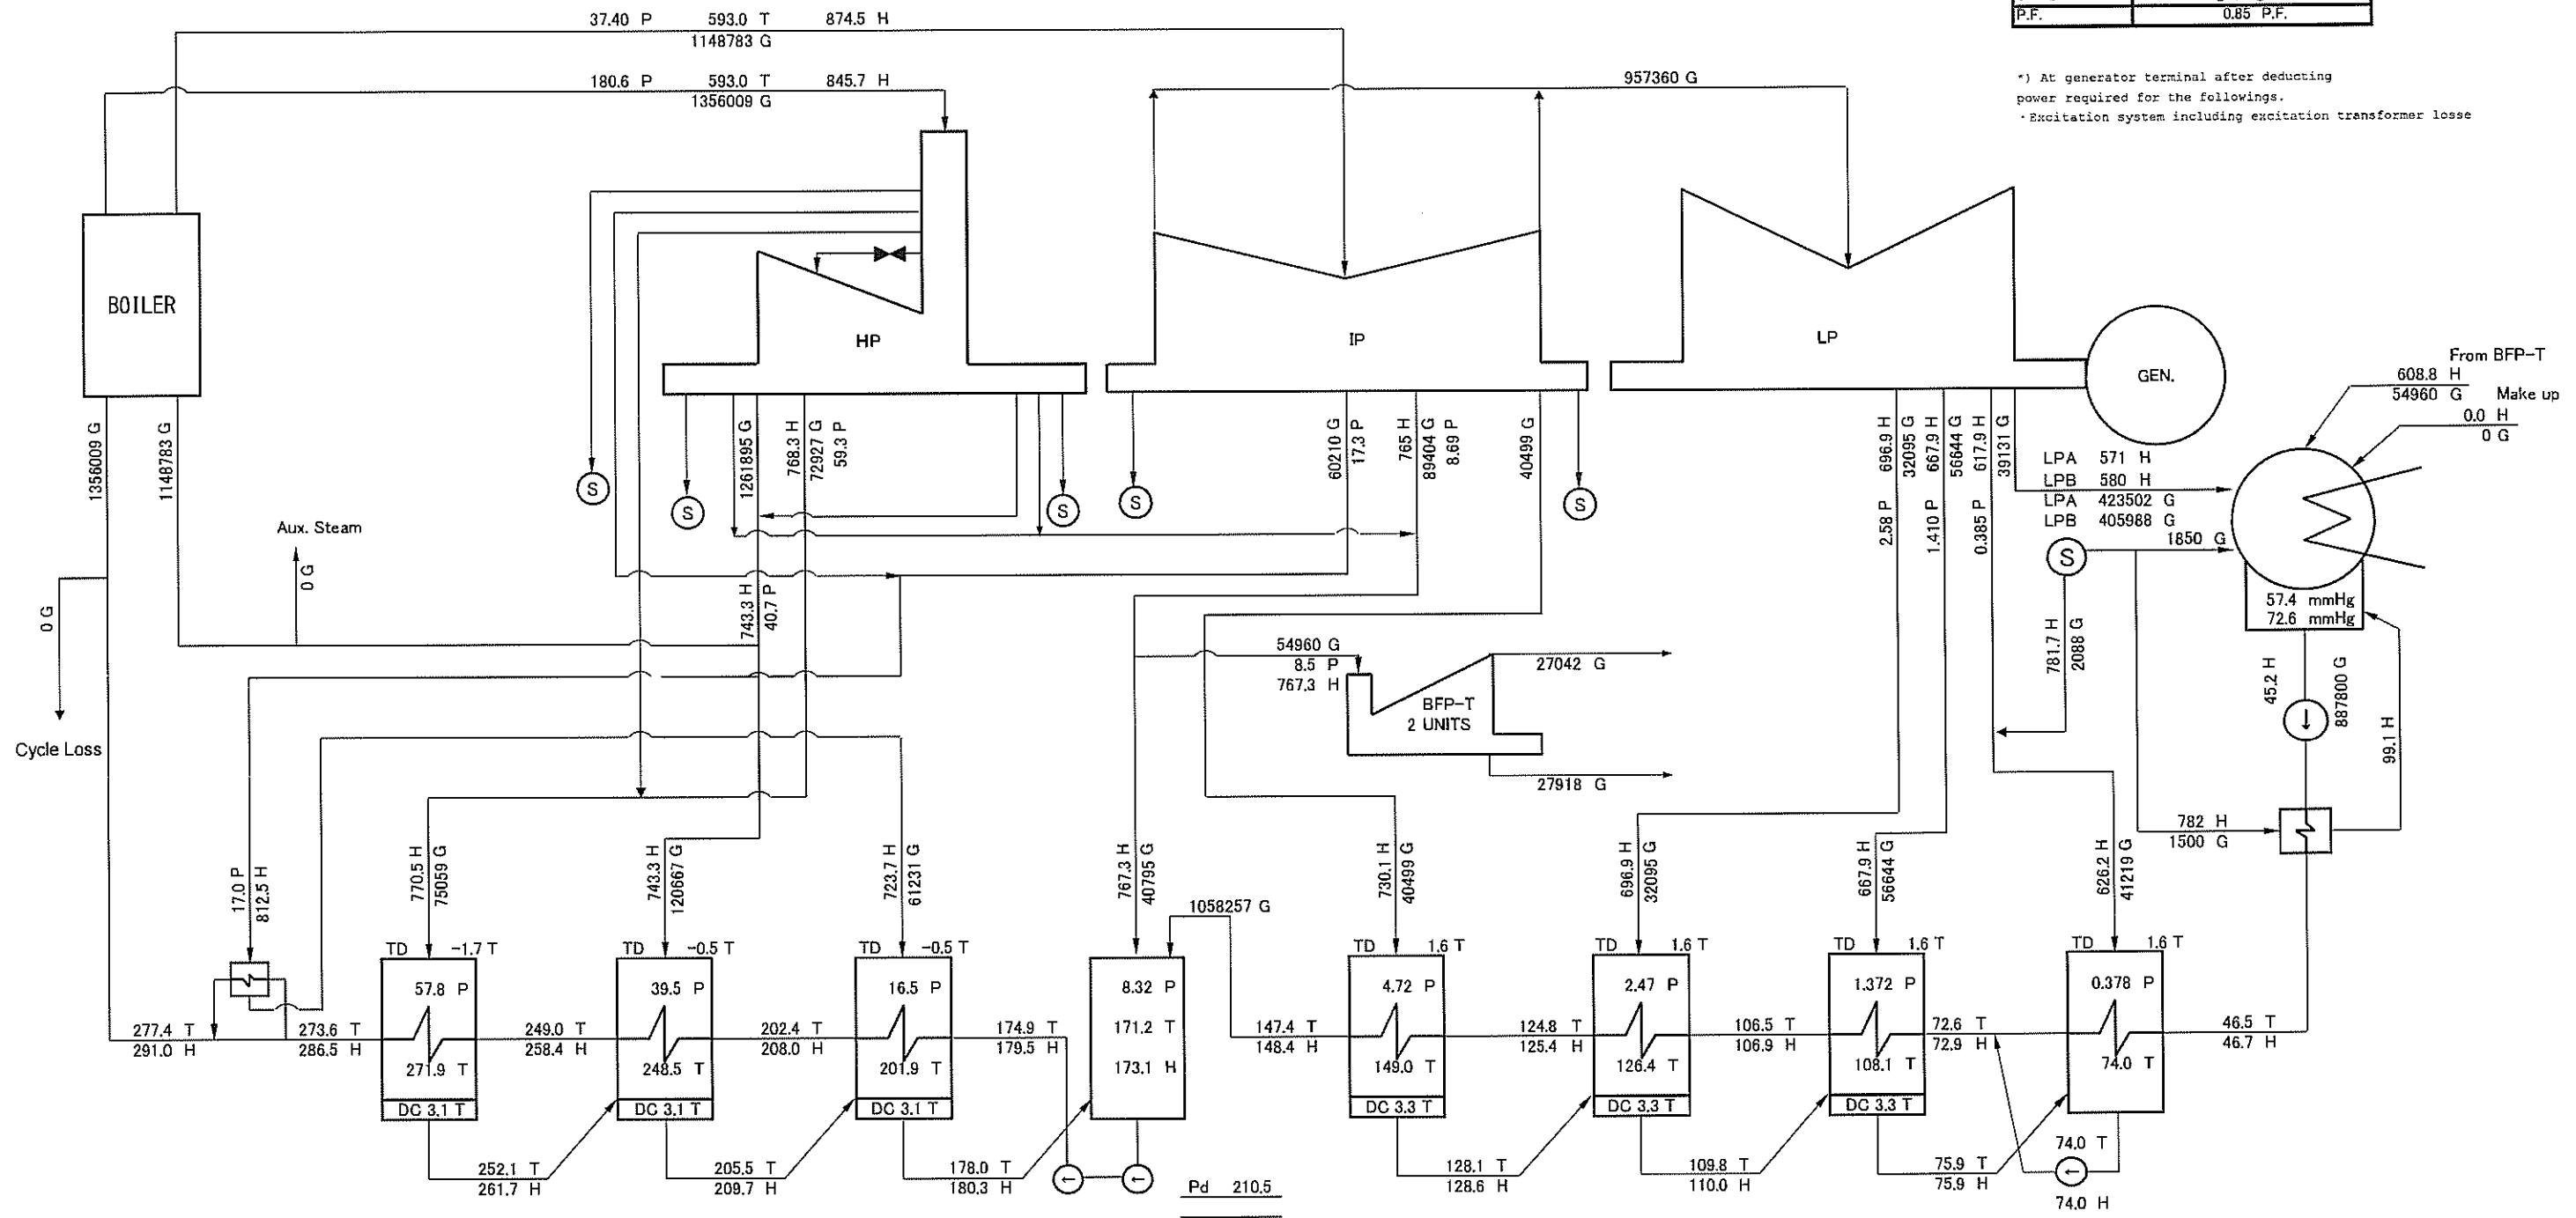 37.40 P 593.0 T 874.5 H
1148783 G
P.F. 0.85 P.F.
180.6 P 593.0 T 845.7 H
1356009 G
957360 G
*) At generator terminal after deducting
power required for the followings.
・Excitation system including excitation transformer losse
BOILER
HP
IP
LP
GEN.
From BFP-T
608.8 H
54960 G
Make up
0.0 H
0 G
1356009 G
1148783 G
1261895 G
768.3 H
72927 G
59.3 P
60210 G
17.3 P
765 H
89404 G
8.69 P
40499 G
696.9 H
32095 G
2.58 P
667.9 H
56644 G
1.410 P
617.9 H
39131 G
0.385 P
LPA 571 H
LPB 580 H
LPA 423502 G
LPB 405988 G
S
S
S
S
S
S
1850 G
Aux. Steam
0 G
0 G
Cycle Loss
743.3 H
40.7 P
57.4 mmHg
72.6 mmHg
781.7 H
2088 G
45.2 H
887800 G
99.1 H
54960 G
8.5 P
767.3 H
27042 G
BFP-T
2 UNITS
27918 G
782 H
1500 G
17.0 P
812.5 H
770.5 H
75059 G
743.3 H
120667 G
723.7 H
61231 G
767.3 H
40795 G
1058257 G
730.1 H
40499 G
696.9 H
32095 G
667.9 H
56644 G
626.2 H
41219 G
TD -1.7 T
TD -0.5 T
TD -0.5 T
TD 1.6 T
TD 1.6 T
TD 1.6 T
TD 1.6 T
57.8 P
39.5 P
16.5 P
8.32 P
4.72 P
2.47 P
1.372 P
0.378 P
277.4 T
291.0 H
273.6 T
286.5 H
249.0 T
258.4 H
202.4 T
208.0 H
174.9 T
179.5 H
171.2 T
173.1 H
147.4 T
148.4 H
124.8 T
125.4 H
106.5 T
106.9 H
72.6 T
72.9 H
46.5 T
46.7 H
271.9 T
248.5 T
201.9 T
149.0 T
126.4 T
108.1 T
74.0 T
DC 3.1 T
DC 3.1 T
DC 3.1 T
DC 3.3 T
DC 3.3 T
DC 3.3 T
252.1 T
261.7 H
205.5 T
209.7 H
178.0 T
180.3 H
128.1 T
128.6 H
109.8 T
110.0 H
75.9 T
75.9 H
74.0 T
74.0 H
Pd 210.5